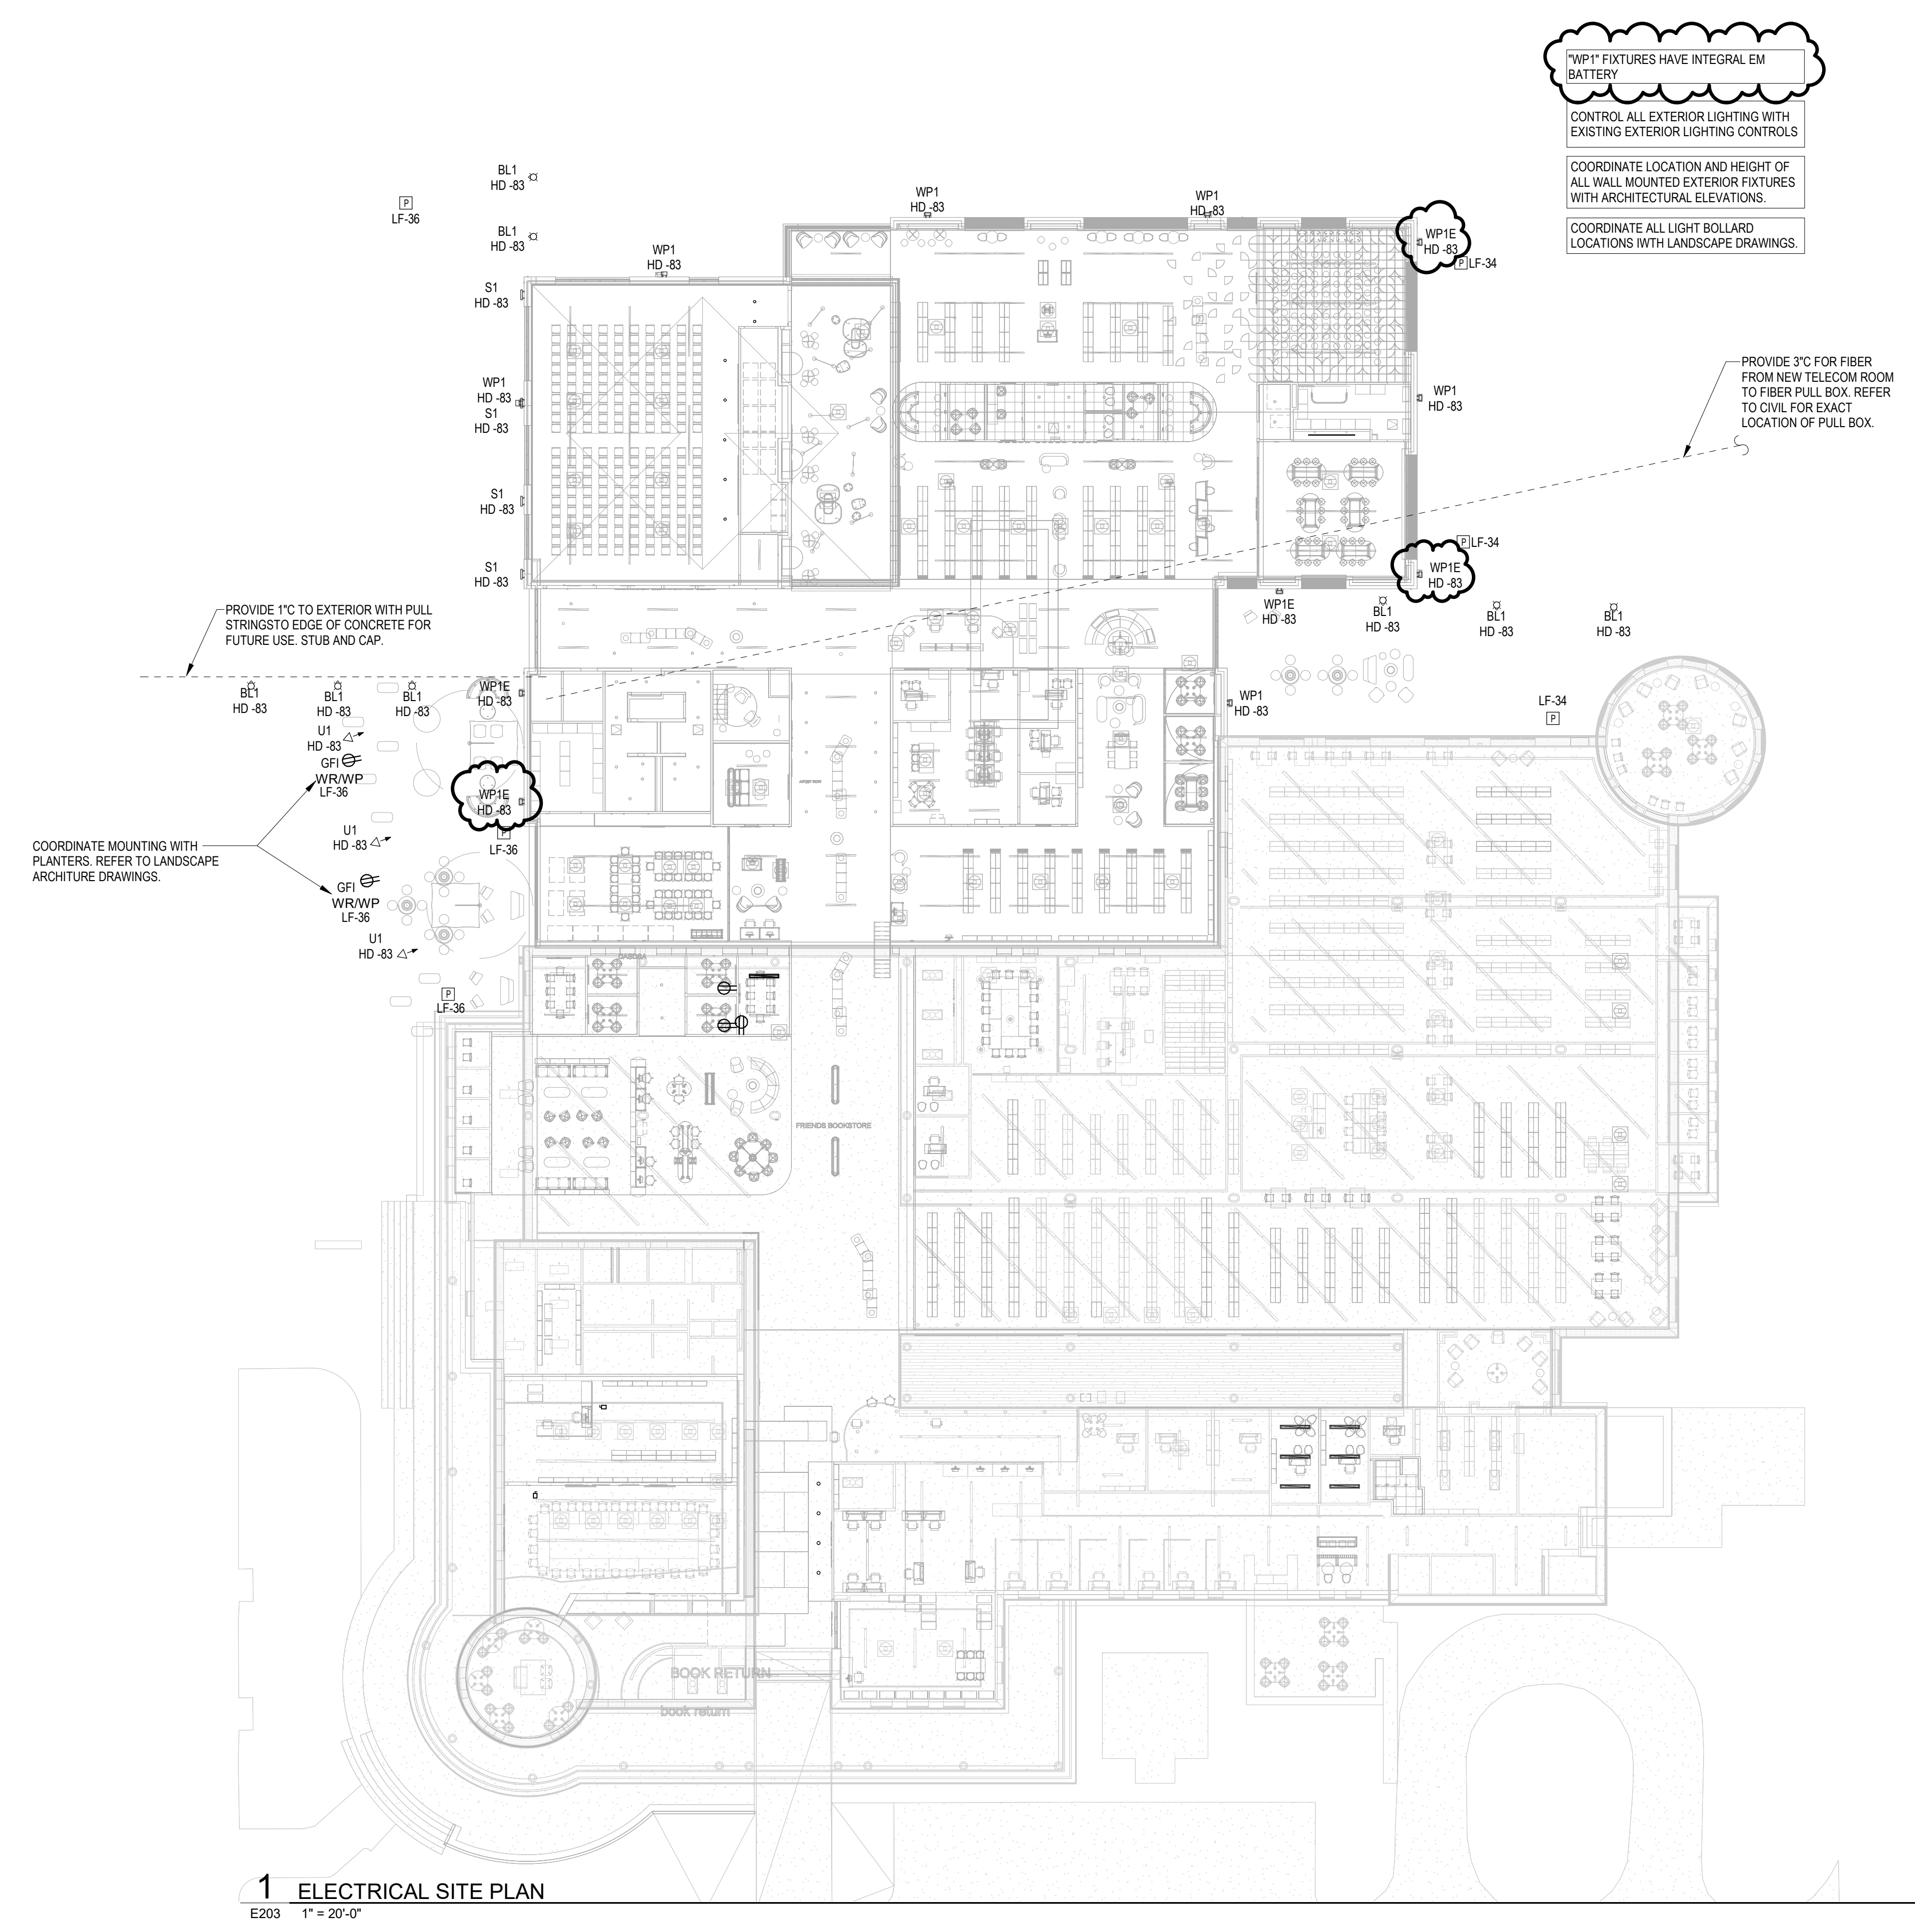 "WP1" FIXTURES HAVE INTEGRAL EM
BATTERY
CONTROL ALL EXTERIOR LIGHTING WITH
EXISTING EXTERIOR LIGHTING CONTROLS
COORDINATE LOCATION AND HEIGHT OF
ALL WALL MOUNTED EXTERIOR FIXTURES
WITH ARCHITECTURAL ELEVATIONS.
COORDINATE ALL LIGHT BOLLARD
LOCATIONS IWTH LANDSCAPE DRAWINGS.
BL1
HD -83
P
LF-36
BL1
HD -83
WP1
HD -83
WP1
HD -83
WP1
HD -83
WP1E
HD -83
P LF-34
S1
HD -83
WP1
HD -83
S1
HD -83
WP1
HD -83
PROVIDE 3"C FOR FIBER
FROM NEW TELECOM ROOM
TO FIBER PULL BOX. REFER
TO CIVIL FOR EXACT
LOCATION OF PULL BOX.
S1
HD -83
S1
HD -83
P LF-34
WP1E
HD -83
WP1E
HD -83
BL1
HD -83
BL1
HD -83
BL1
HD -83
PROVIDE 1"C TO EXTERIOR WITH PULL
STRINGSTO EDGE OF CONCRETE FOR
FUTURE USE. STUB AND CAP.
BL1
HD -83
BL1
HD -83
BL1
HD -83
WP1E
HD -83
WP1
HD -83
LF-34
P
U1
HD -83
GFI
WR/WP
LF-36
WP1E
HD -83
P
LF-36
U1
HD -83
COORDINATE MOUNTING WITH
PLANTERS. REFER TO LANDSCAPE
ARCHITURE DRAWINGS.
GFI
WR/WP
LF-36
U1
HD -83
P
LF-36
FRIENDS BOOKSTORE
BOOK RETURN
book return
1 ELECTRICAL SITE PLAN
E203 1" = 20'-0"